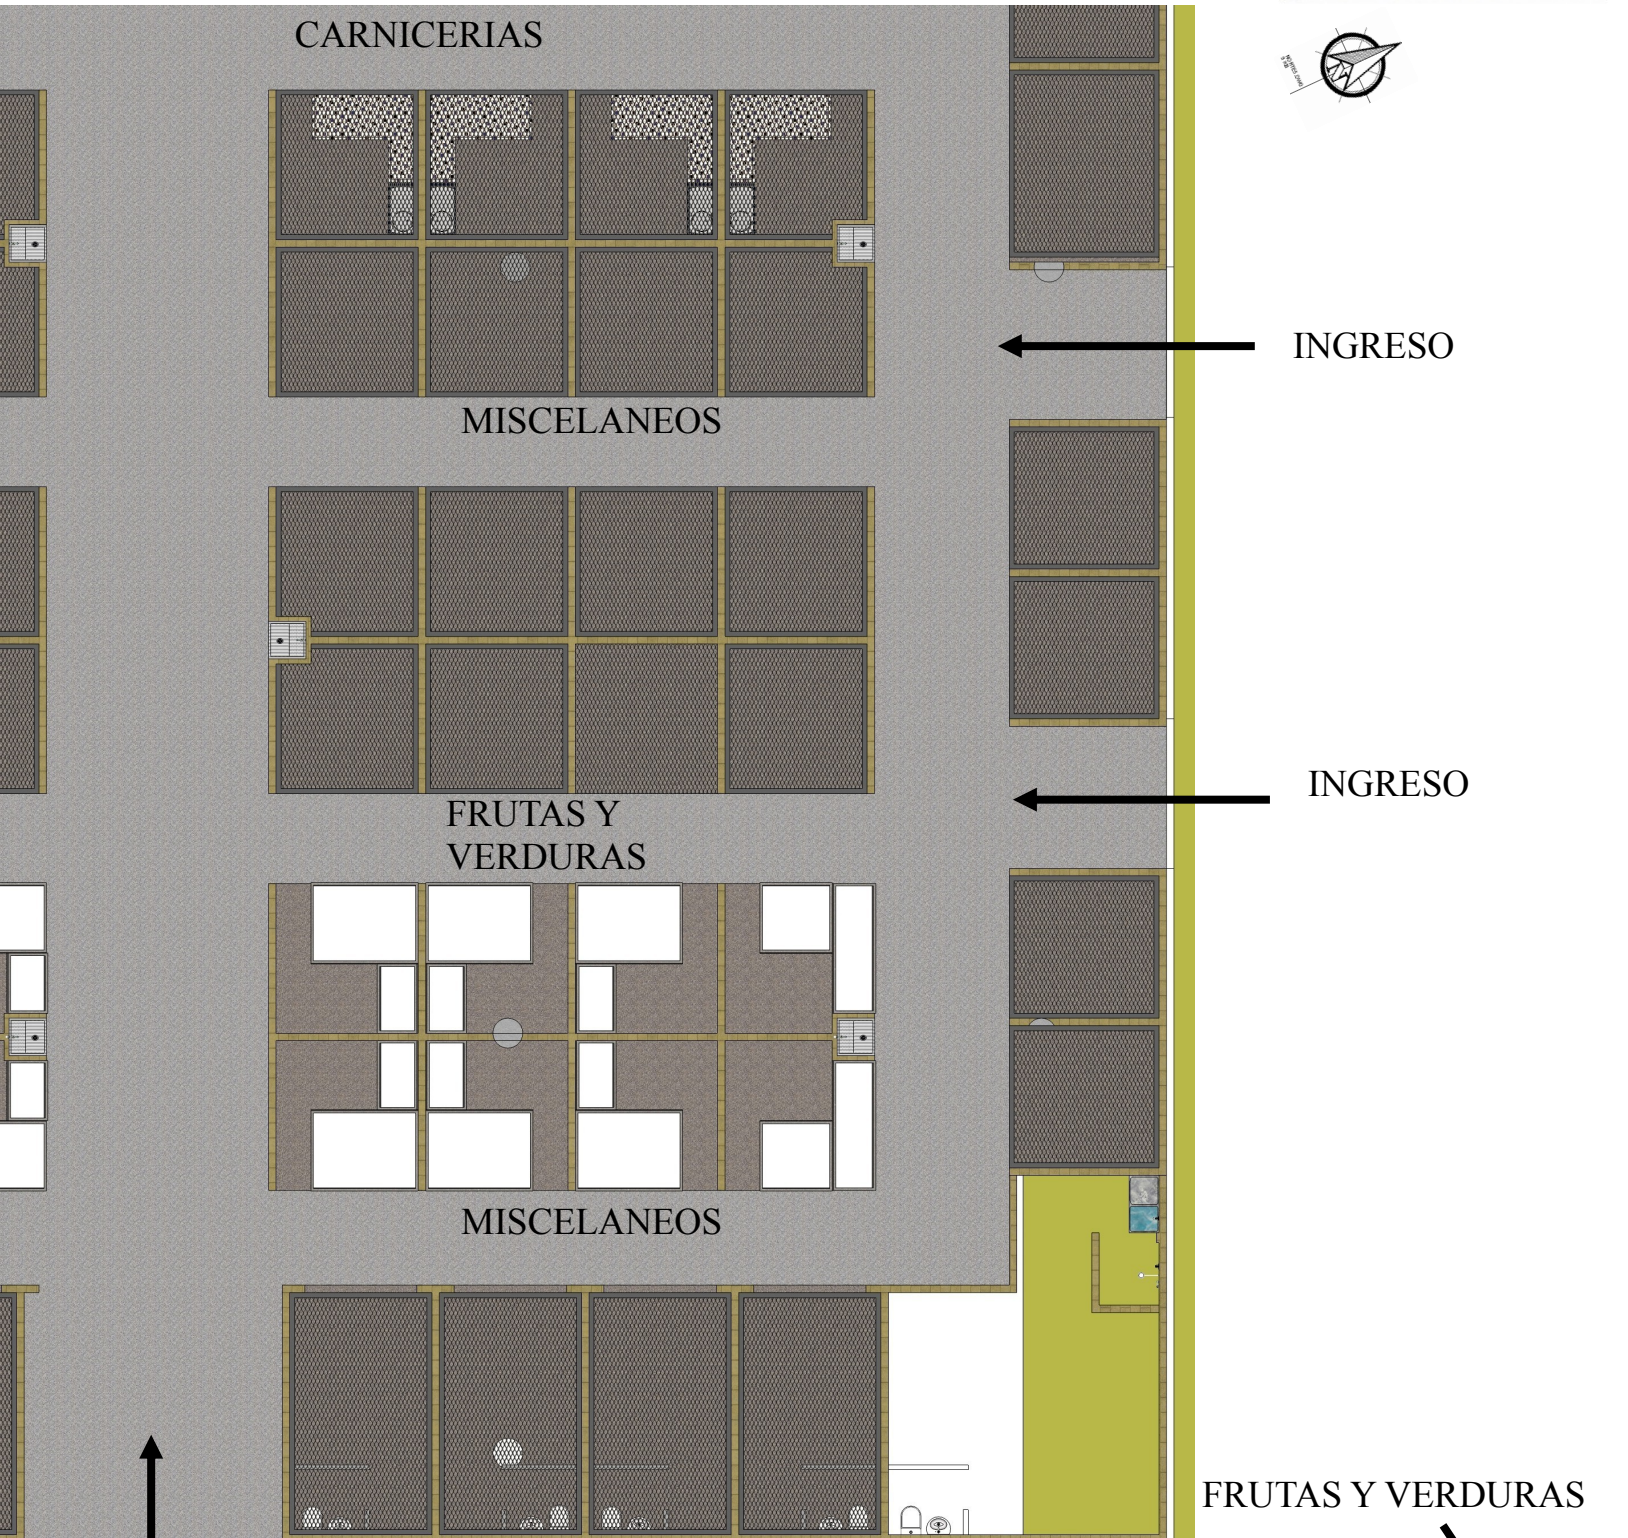 CARNICERIAS
INGRESO
MISCELANEOS
INGRESO
FRUTAS Y
VERDURAS
MISCELANEOS
FRUTAS Y VERDURAS